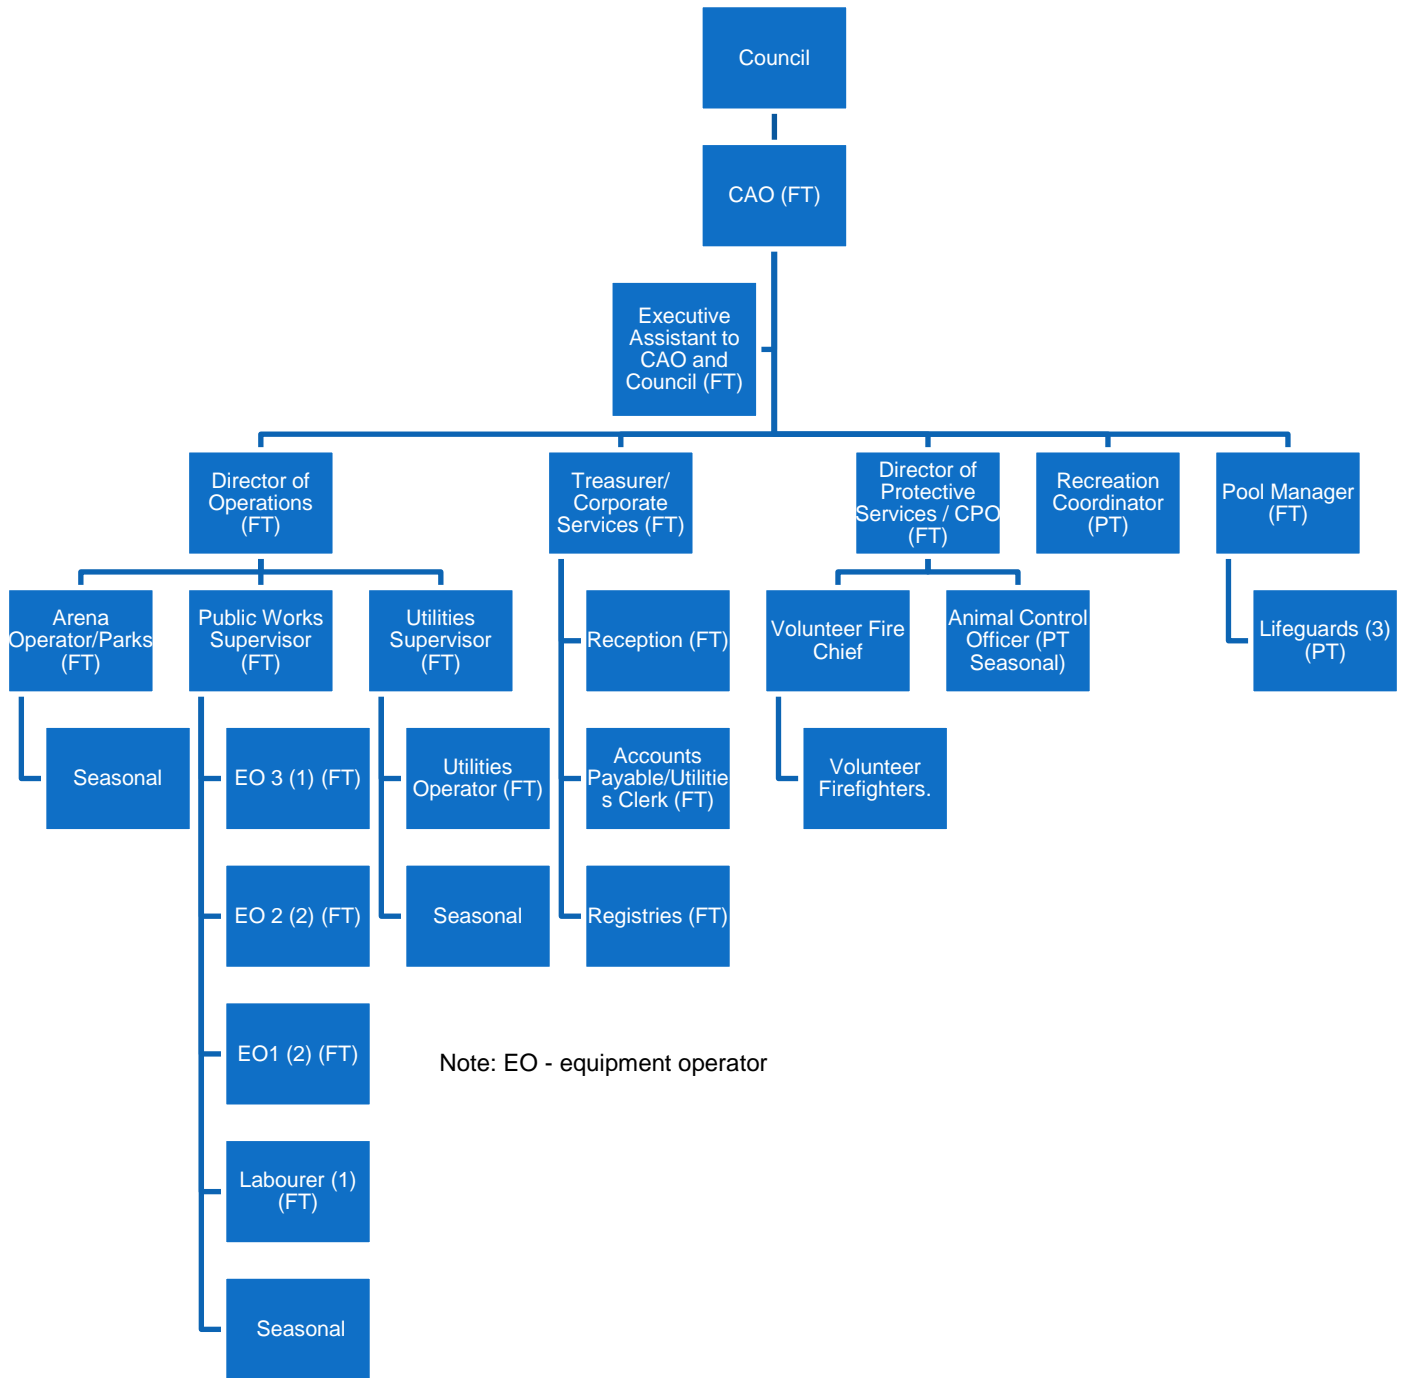 Council
CAO (FT)
Executive
Assistant to
CAO and
Council (FT)
Director of
Operations
(FT)
Treasurer/
Corporate
Services (FT)
Director of
Protective
Services / CPO
(FT)
Recreation
Coordinator
(PT)
Pool Manager
(FT)
Arena
Operator/Parks
(FT)
Public Works
Supervisor
(FT)
Utilities
Supervisor
(FT)
Reception (FT)
Volunteer Fire
Chief
Animal Control
Officer (PT
Seasonal)
Lifeguards (3)
(PT)
Seasonal
EO 3 (1) (FT)
Utilities
Operator (FT)
Accounts
Payable/Utilitie
s Clerk (FT)
Volunteer
Firefighters.
EO 2 (2) (FT)
Seasonal
Registries (FT)
EO1 (2) (FT)
Note: EO - equipment operator
Labourer (1)
(FT)
Seasonal